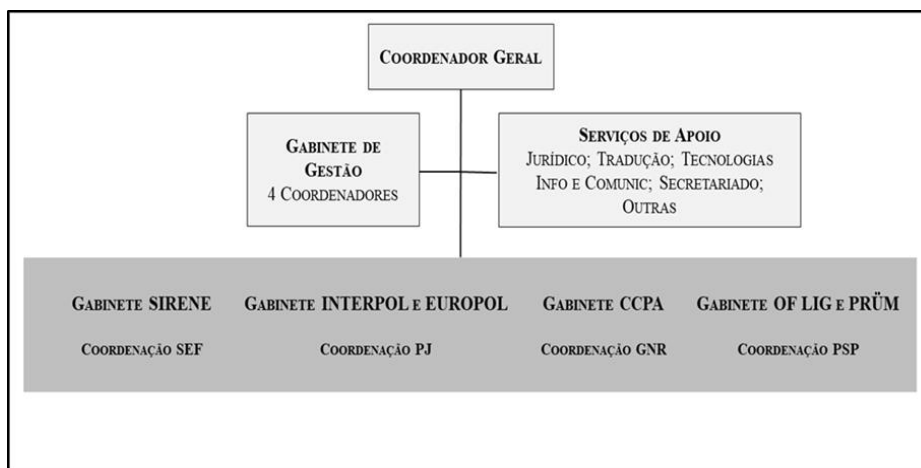 COORDENADOR GERAL
GABINETE DE
GESTÃO
4 COORDENADORES
SERVIÇOS DE APOIO
JURÍDICO; TRADUÇÃO; TECNOLOGIAS
INFO E COMUNIC; SECRETARIADO;
OUTRAS
GABINETE SIRENE
COORDENAÇÃO SEF
GABINETE INTERPOL E EUROPOL
COORDENAÇÃO PJ
GABINETE CCPA
COORDENAÇÃO GNR
GABINETE OF LIG E PRÜM
COORDENAÇÃO PSP